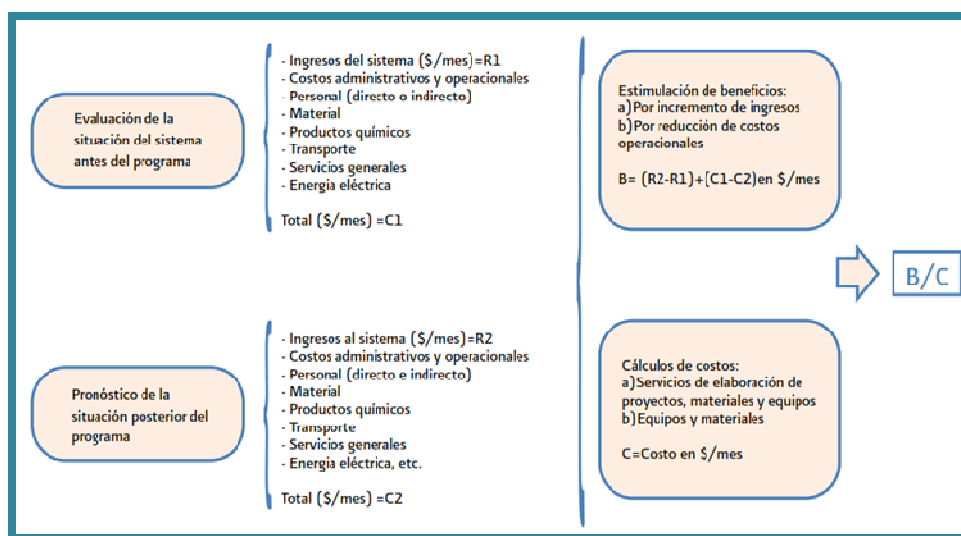 Evaluación de la
situación del sistema
antes del programa
- Ingresos del sistema ($/mes)=R1
- Costos administrativos y operacionales
- Personal (directo o indirecto)
- Material
- Productos químicos
- Transporte
- Servicios generales
- Energia eléctrica
Total ($/mes) =C1
Pronóstico de la
situación posterior del
programa
- Ingresos al sistema ($/mes)=R2
- Costos administrativos y operacionales
- Personal (directo e indirecto)
- Material
- Productos químicos
- Transporte
- Servicios generales
- Energia eléctrica, etc.
Total ($/mes) =C2
Estimulación de beneficios:
a)Por incremento de ingresos
b)Por reducción de costos
operacionales
B= (R2-R1)+(C1-C2)en $/mes
Cálculos de costos:
a)Servicios de elaboración de
proyectos, materiales y equipos
b)Equipos y materiales
C=Costo en $/mes
B/C